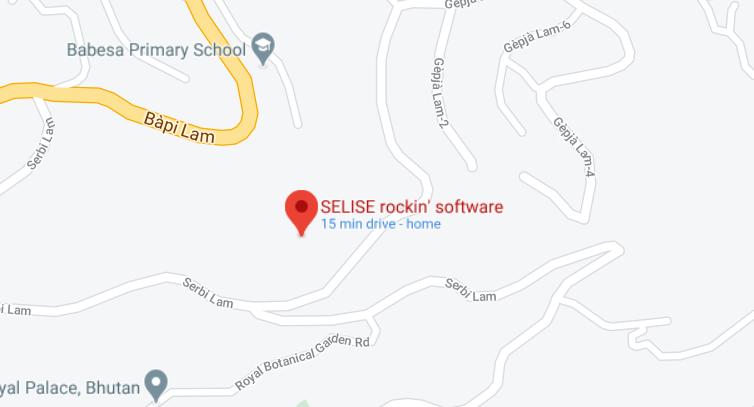 Gèpjà
Gèpjà Lam-6
Babesa Primary School
Gèpjà Lam-2
Bàpi Lam
Gèpjà Lam-4
Serbi Lam
SELISE rockin' software
15 min drive - home
Serbi Lam
Serbi Lam
i Lam
Royal Botanical Garden Rd
yal Palace, Bhutan